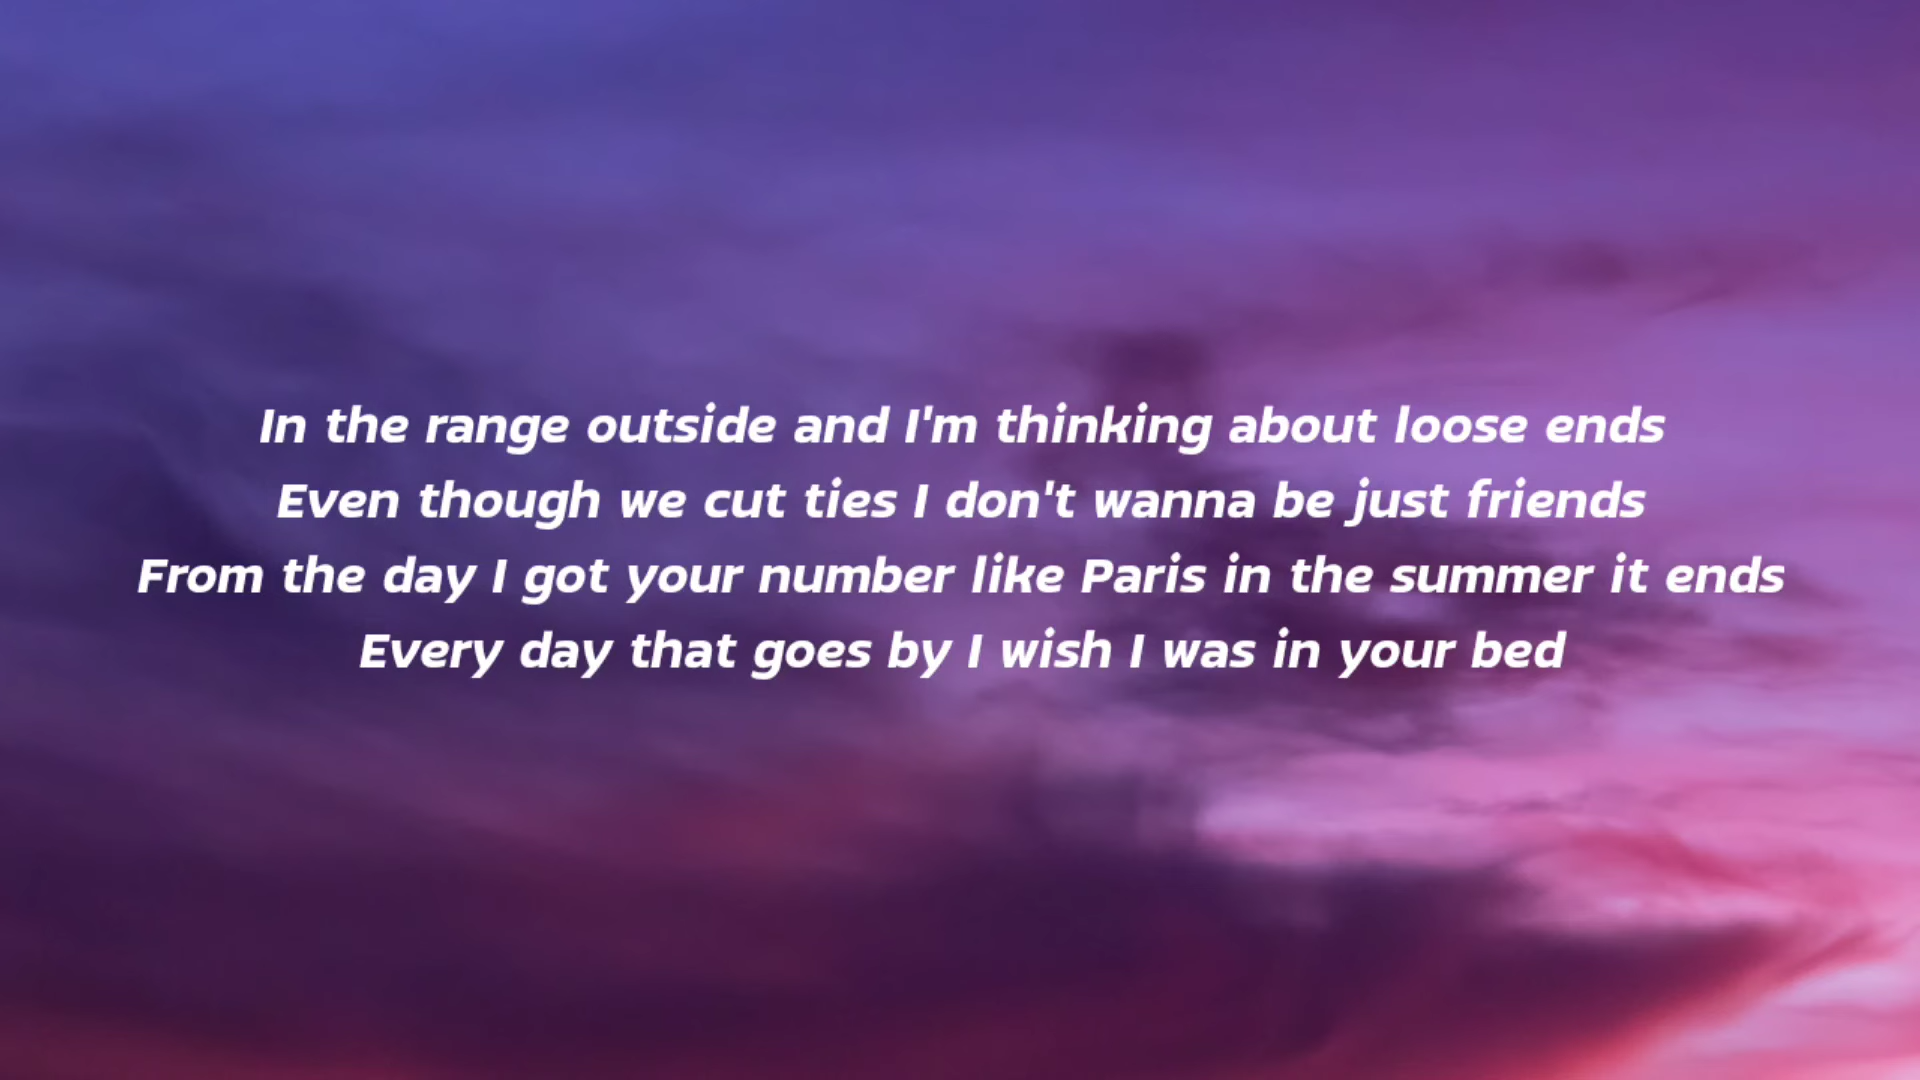 In the range outside and I'm thinking about loose ends
Even though we cut ties I don't wanna be just friends
From the day I got your number like Paris in the summer it ends
Every day that goes by I wish I was in your bed